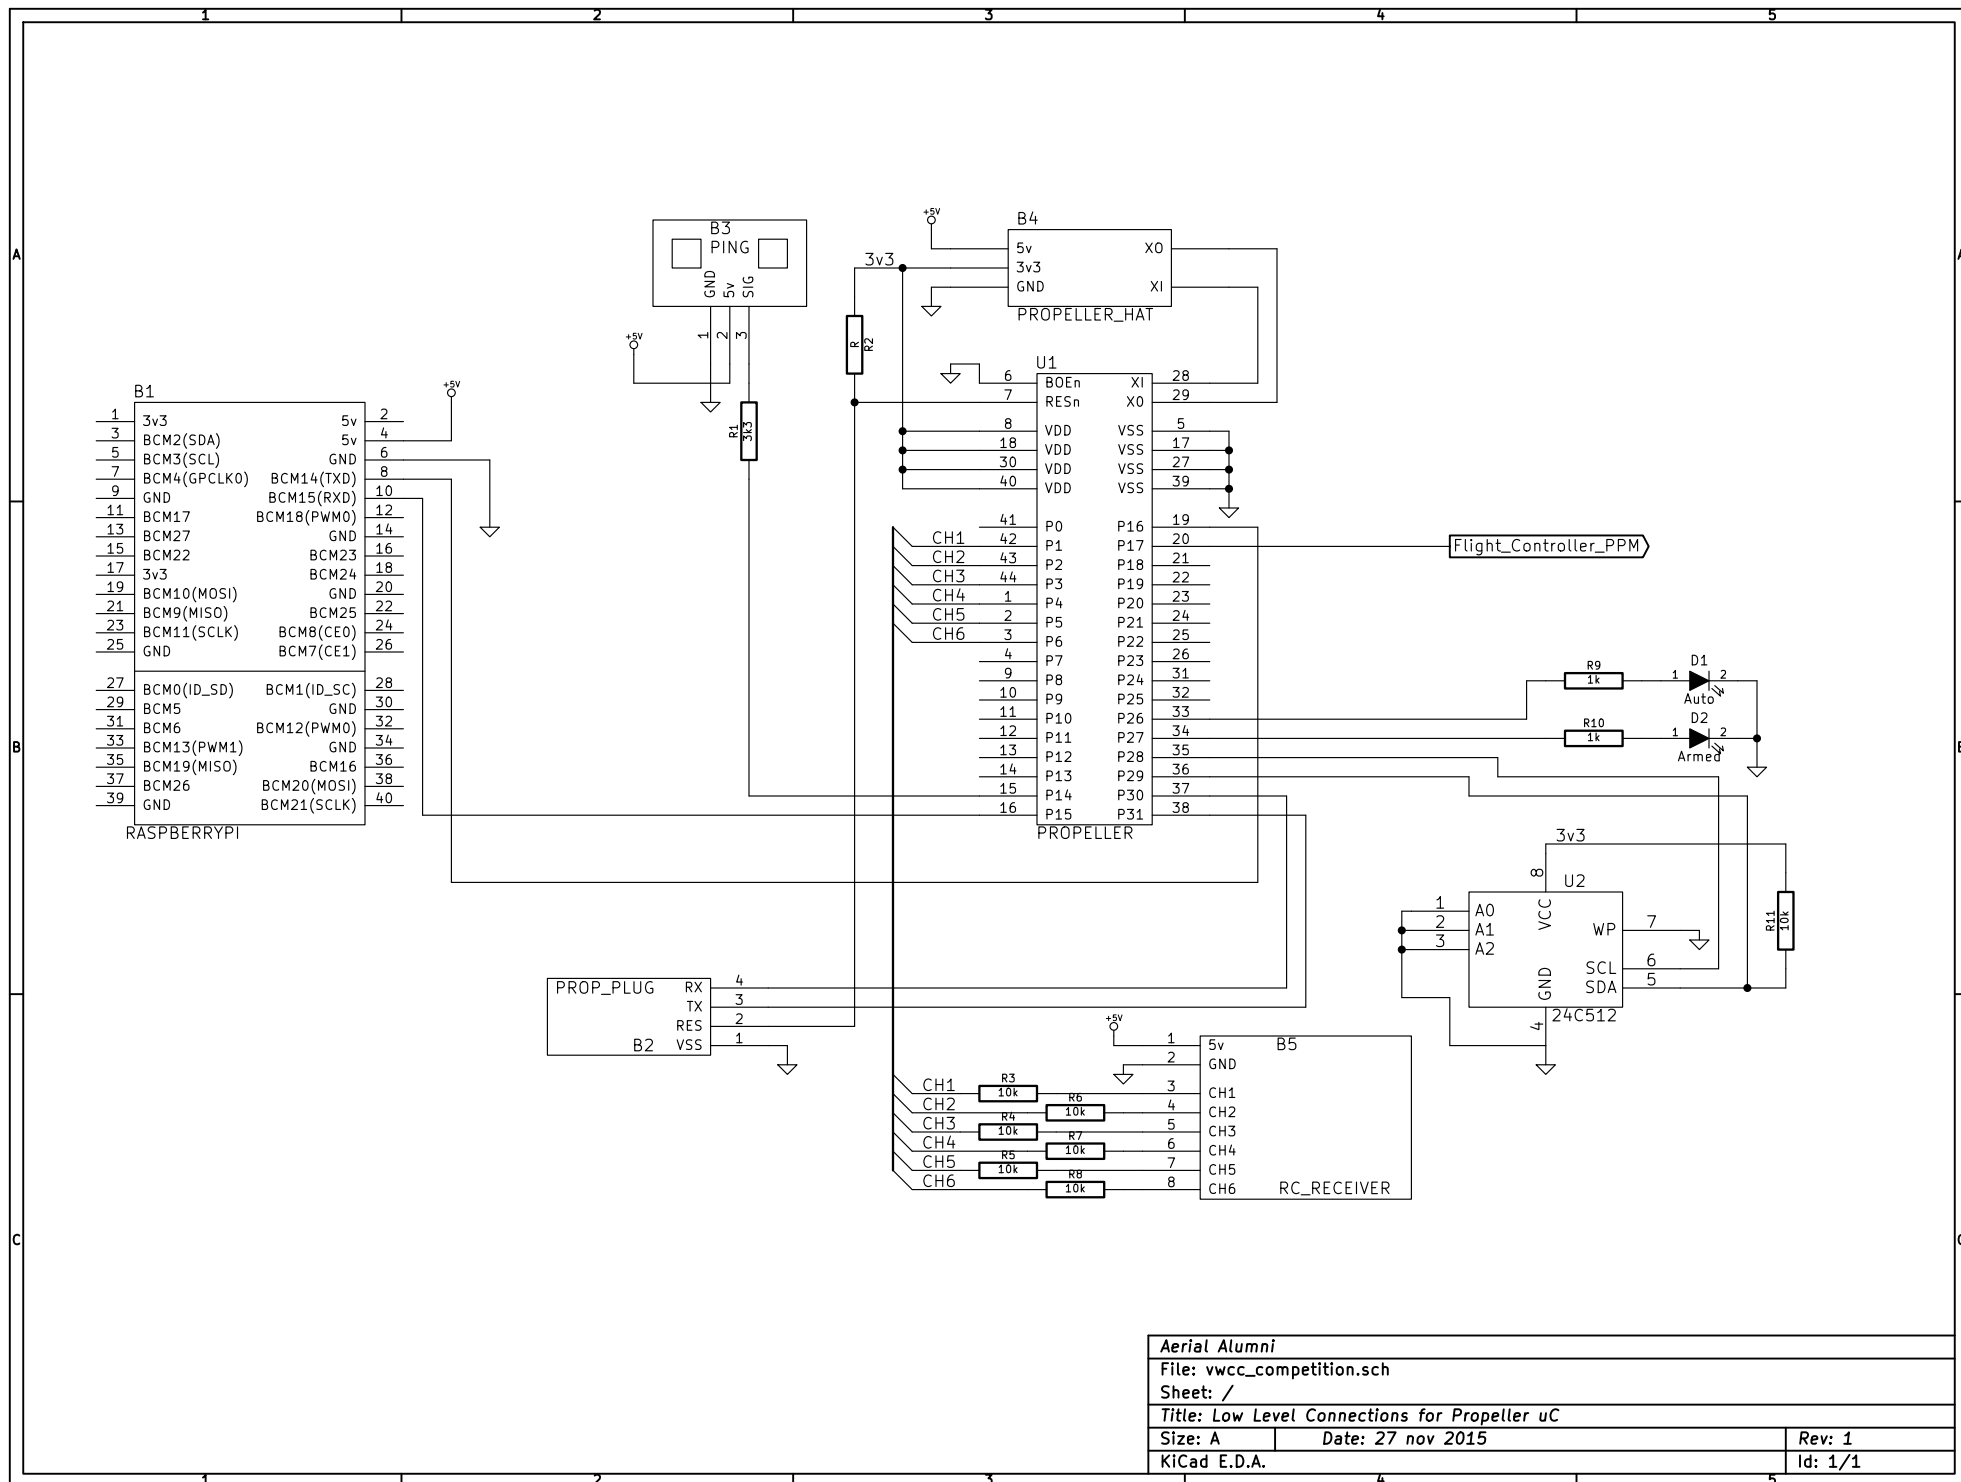 1 2 3 4 5
A
B
C
B1
1 3v3 5v 2
3 BCM2(SDA) 5v 4
5 BCM3(SCL) GND 6
7 BCM4(GPCLK0) BCM14(TXD) 8
9 GND BCM15(RXD) 10
11 BCM17 BCM18(PWM0) 12
13 BCM27 GND 14
15 BCM22 BCM23 16
17 3v3 BCM24 18
19 BCM10(MOSI) GND 20
21 BCM9(MISO) BCM25 22
23 BCM11(SCLK) BCM8(CE0) 24
25 GND BCM7(CE1) 26
27 BCM0(ID_SD) BCM1(ID_SC) 28
29 BCM5 GND 30
31 BCM6 BCM12(PWM0) 32
33 BCM13(PWM1) GND 34
35 BCM19(MISO) BCM16 36
37 BCM26 BCM20(MOSI) 38
39 GND BCM21(SCLK) 40
RASPBERRYPI
+5V
B3
PING
GND 5v SIG
1 2 3
+5V
R1 3k3
+5V
B4
5v XO
3v3
GND XI
PROPELLER_HAT
3v3
R R2
U1
6 BOEn XI 28
7 RESn XO 29
8 VDD VSS 5
18 VDD VSS 17
30 VDD VSS 27
40 VDD VSS 39
41 P0 P16 19
CH1 42 P1 P17 20
CH2 43 P2 P18 21
CH3 44 P3 P19 22
CH4 1 P4 P20 23
CH5 2 P5 P21 24
CH6 3 P6 P22 25
4 P7 P23 26
9 P8 P24 31
10 P9 P25 32
11 P10 P26 33
12 P11 P27 34
13 P12 P28 35
14 P13 P29 36
15 P14 P30 37
16 P15 P31 38
PROPELLER
Flight_Controller_PPM
R9
1k
1 D1 2
Auto
R10
1k
1 D2 2
Armed
3v3
8 U2
1 A0 VCC
2 A1 WP 7
3 A2
SCL 6
GND SDA 5
4 24C512
R11 10k
PROP_PLUG RX 4
TX 3
RES 2
B2 VSS 1
+5V
1 5v B5
2 GND
CH1 R3 10k 3 CH1
CH2 R6 10k 4 CH2
CH3 R4 10k 5 CH3
CH4 R7 10k 6 CH4
CH5 R5 10k 7 CH5
CH6 R8 10k 8 CH6 RC_RECEIVER
Aerial Alumni
File: vwcc_competition.sch
Sheet: /
Title: Low Level Connections for Propeller uC
Size: A Date: 27 nov 2015 Rev: 1
KiCad E.D.A. Id: 1/1
1 2 3 4 5